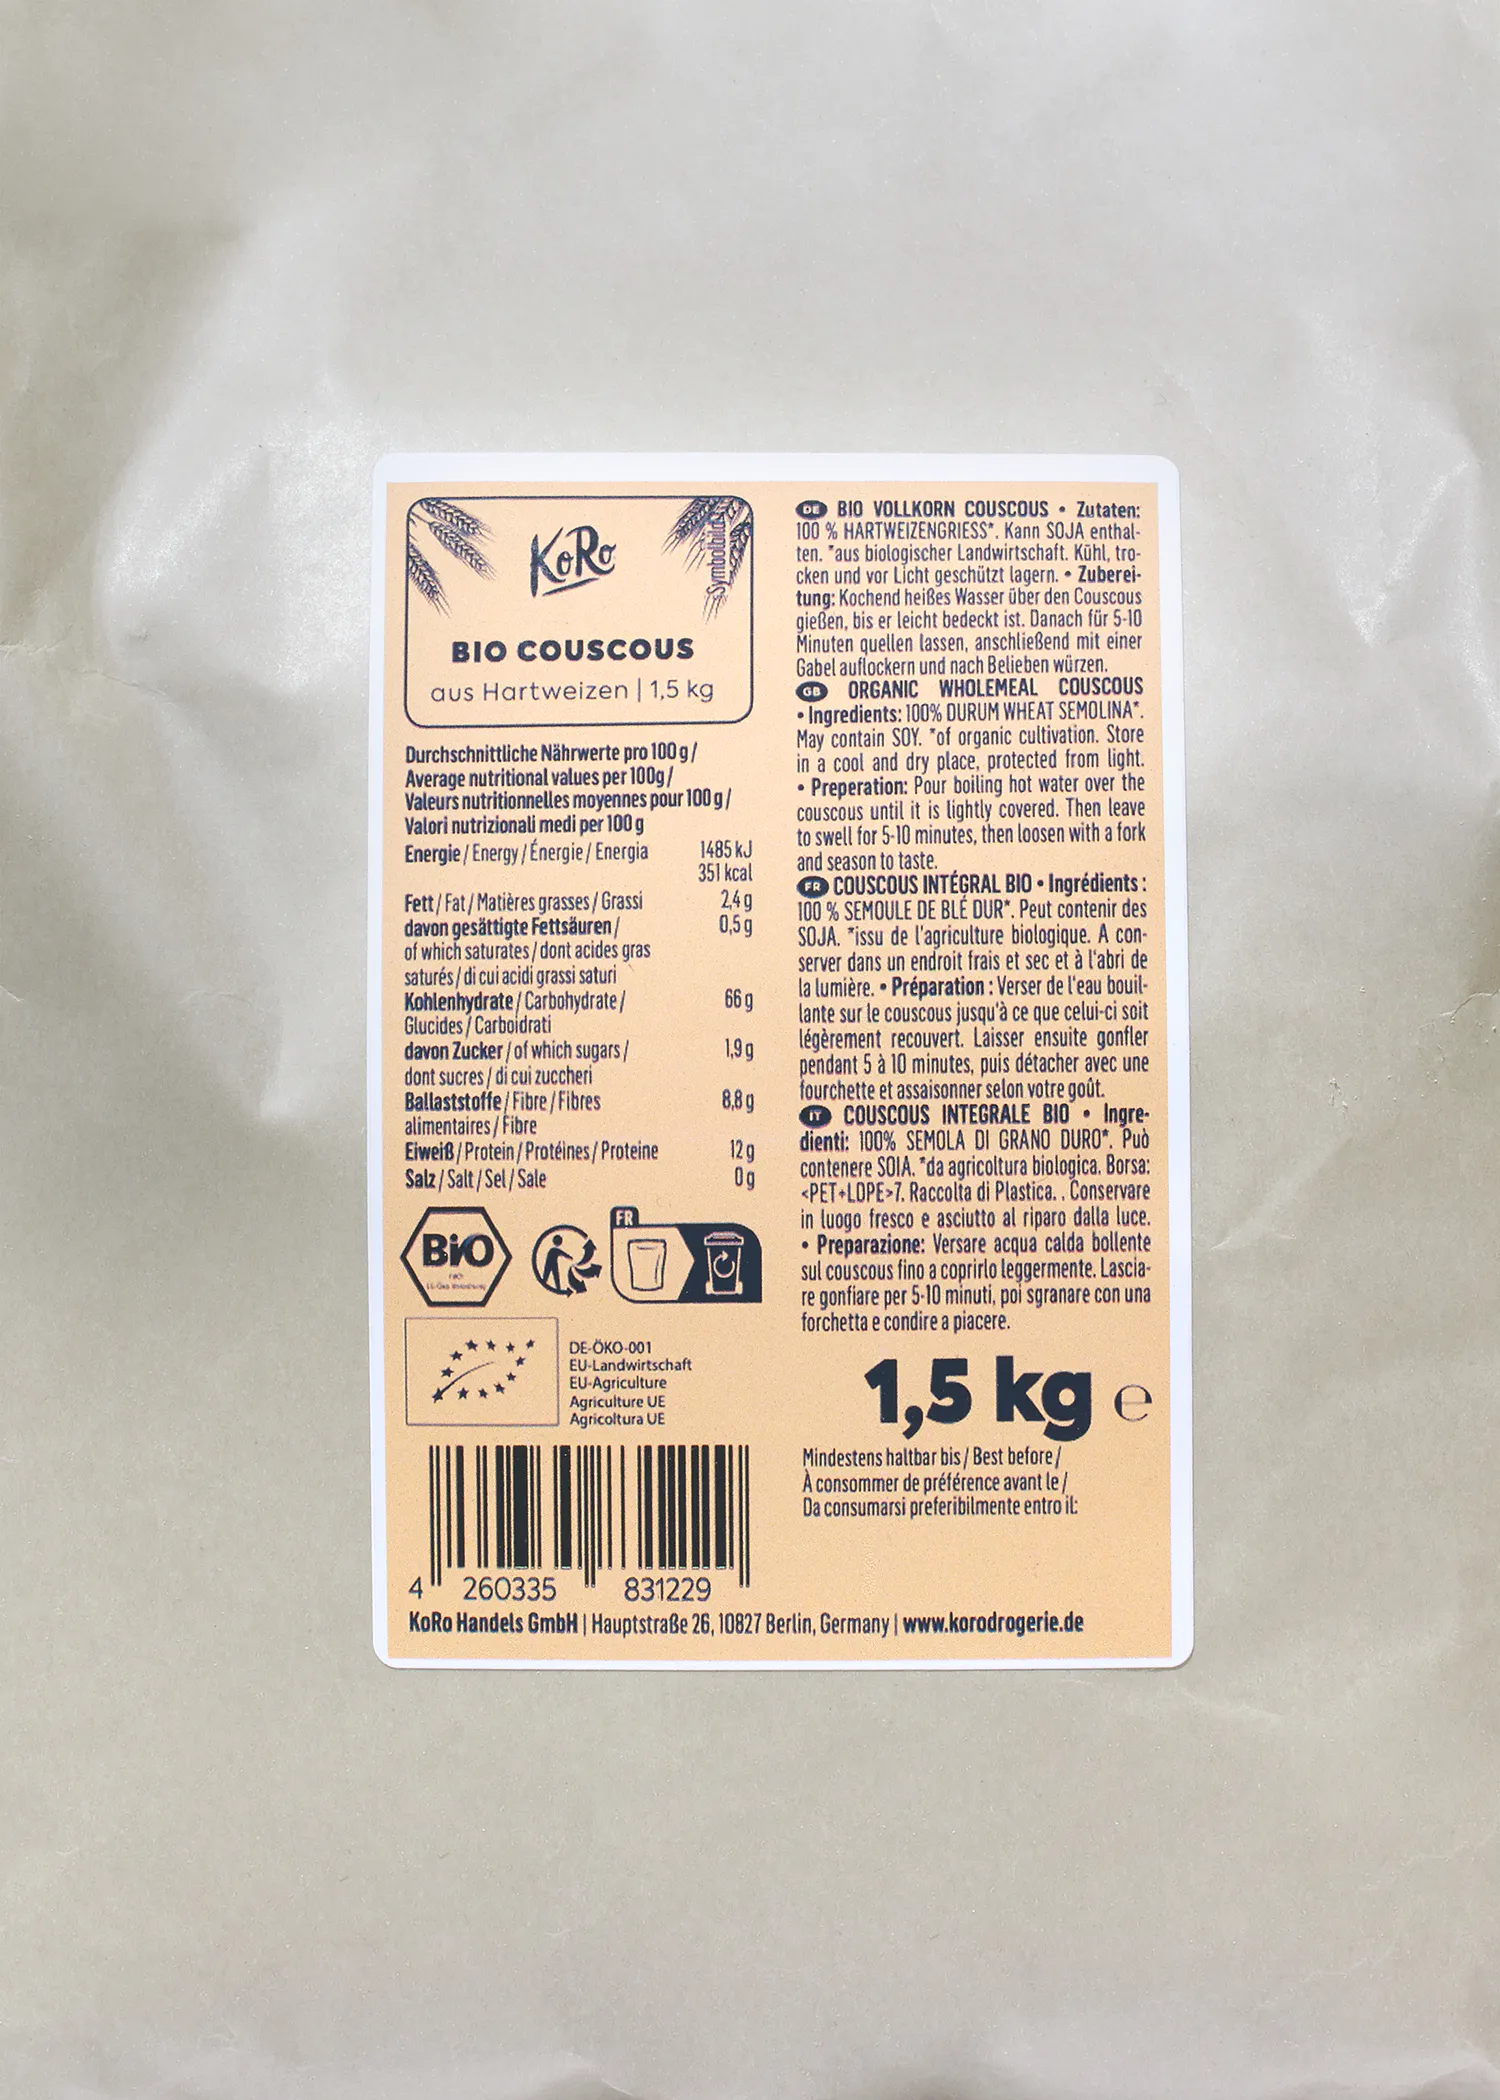 KoRo
Symbolbild
BIO COUSCOUS
aus Hartweizen | 1,5 kg
Durchschnittliche Nährwerte pro 100 g /
Average nutritional values per 100g /
Valeurs nutritionnelles moyennes pour 100 g /
Valori nutrizionali medi per 100 g
Energie / Energy / Énergie / Energia 1485 kJ
351 kcal
Fett / Fat / Matières grasses / Grassi 2,4 g
davon gesättigte Fettsäuren / 0,5 g
of which saturates / dont acides gras
saturés / di cui acidi grassi saturi
Kohlenhydrate / Carbohydrate / 66 g
Glucides / Carboidrati
davon Zucker / of which sugars / 1,9 g
dont sucres / di cui zuccheri
Ballaststoffe / Fibre / Fibres 8,8 g
alimentaires / Fibre
Eiweiß / Protein / Protéines / Proteine 12 g
Salz / Salt / Sel / Sale 0 g
BiO
nach
FR
DE-ÖKO-001
EU-Landwirtschaft
EU-Agriculture
Agriculture UE
Agricoltura UE
4 260335 831229
DE BIO VOLLKORN COUSCOUS • Zutaten:
100 % HARTWEIZENGRIESS*. Kann SOJA enthal-
ten. *aus biologischer Landwirtschaft. Kühl, tro-
cken und vor Licht geschützt lagern. • Zuberei-
tung: Kochend heißes Wasser über den Couscous
gießen, bis er leicht bedeckt ist. Danach für 5-10
Minuten quellen lassen, anschließend mit einer
Gabel auflockern und nach Belieben würzen.
GB ORGANIC WHOLEMEAL COUSCOUS
• Ingredients: 100% DURUM WHEAT SEMOLINA*.
May contain SOY. *of organic cultivation. Store
in a cool and dry place, protected from light.
• Preperation: Pour boiling hot water over the
couscous until it is lightly covered. Then leave
to swell for 5-10 minutes, then loosen with a fork
and season to taste.
FR COUSCOUS INTÉGRAL BIO • Ingrédients :
100 % SEMOULE DE BLÉ DUR*. Peut contenir des
SOJA. *issu de l'agriculture biologique. A con-
server dans un endroit frais et sec et à l'abri de
la lumière. • Préparation : Verser de l'eau bouil-
lante sur le couscous jusqu'à ce que celui-ci soit
légèrement recouvert. Laisser ensuite gonfler
pendant 5 à 10 minutes, puis détacher avec une
fourchette et assaisonner selon votre goût.
IT COUSCOUS INTEGRALE BIO • Ingre-
dienti: 100% SEMOLA DI GRANO DURO*. Può
contenere SOIA. *da agricoltura biologica. Borsa:
<PET+LDPE>7. Raccolta di Plastica. . Conservare
in luogo fresco e asciutto al riparo dalla luce.
• Preparazione: Versare acqua calda bollente
sul couscous fino a coprirlo leggermente. Lascia-
re gonfiare per 5-10 minuti, poi sgranare con una
forchetta e condire a piacere.
1,5 kg e
Mindestens haltbar bis / Best before /
À consommer de préférence avant le /
Da consumarsi preferibilmente entro il:
KoRo Handels GmbH | Hauptstraße 26, 10827 Berlin, Germany | www.korodrogerie.de